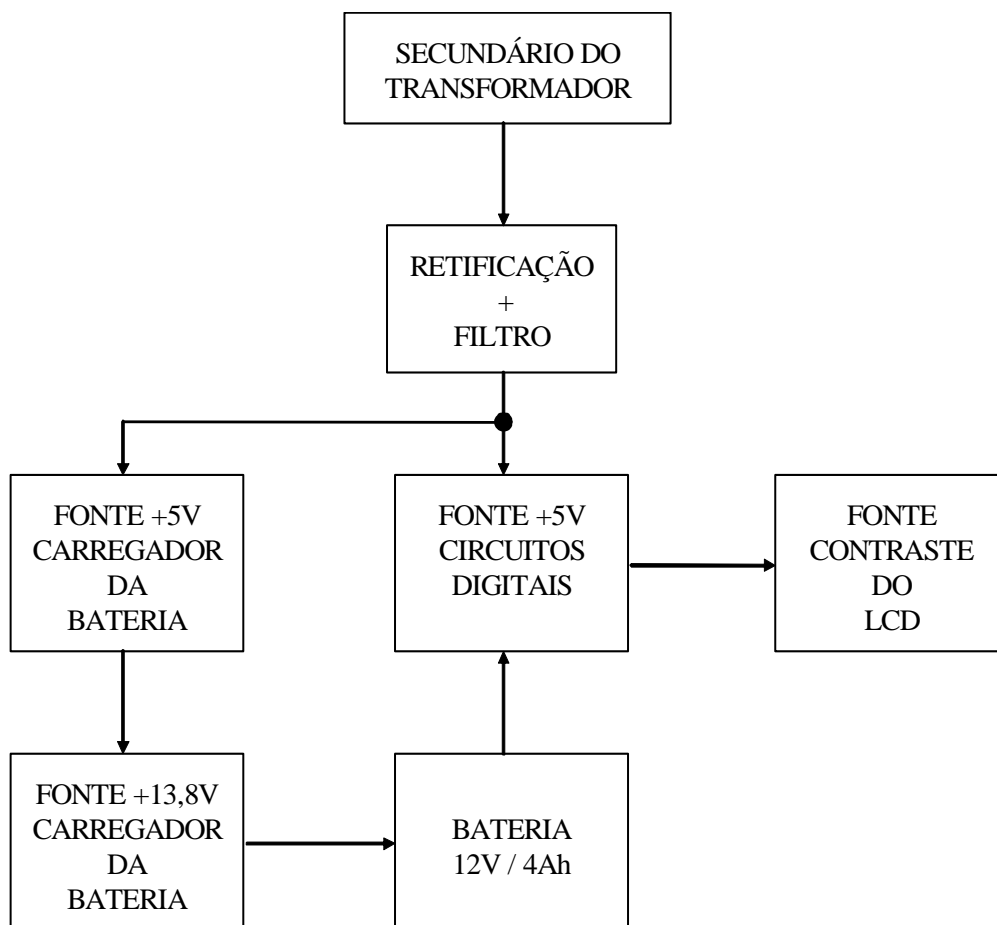 SECUNDÁRIO DO
TRANSFORMADOR
RETIFICAÇÃO
+
FILTRO
FONTE +5V
CARREGADOR
DA
BATERIA
FONTE +5V
CIRCUITOS
DIGITAIS
FONTE
CONTRASTE
DO
LCD
FONTE +13,8V
CARREGADOR
DA
BATERIA
BATERIA
12V / 4Ah